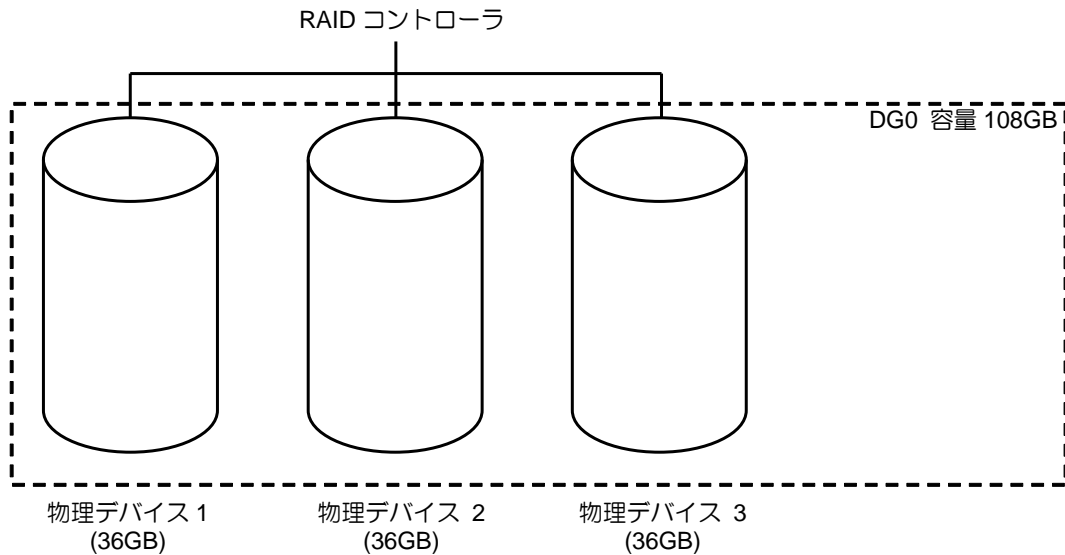 RAID コントローラ
DG0 容量 108GB
物理デバイス 1
(36GB)
物理デバイス 2
(36GB)
物理デバイス 3
(36GB)